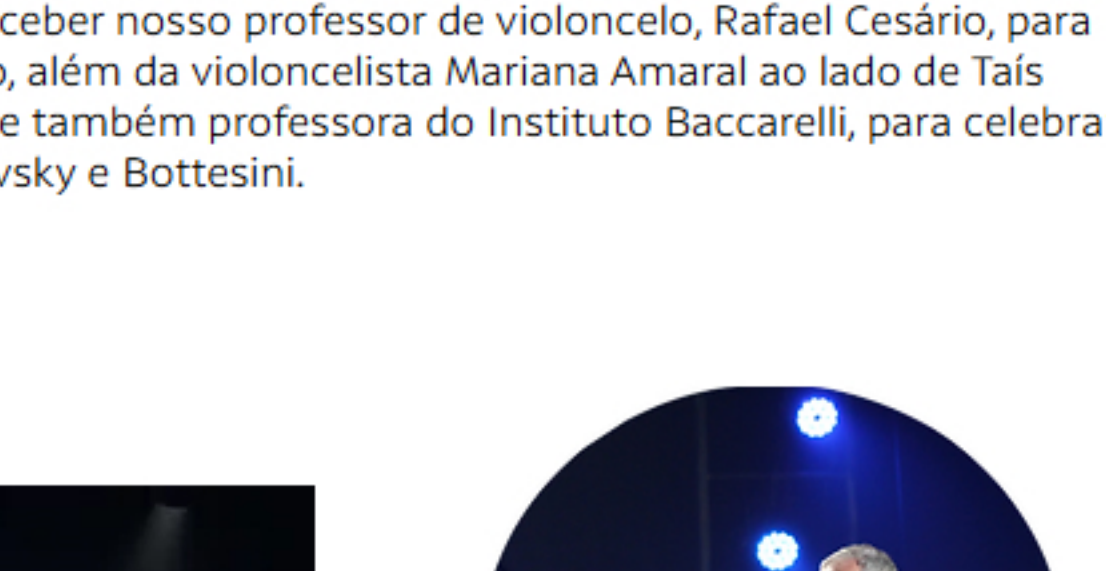 ceber nosso professor de violoncelo, Rafael Cesário, para
o, além da violoncelista Mariana Amaral ao lado de Taís
e também professora do Instituto Baccarelli, para celebra
vsky e Bottesini.